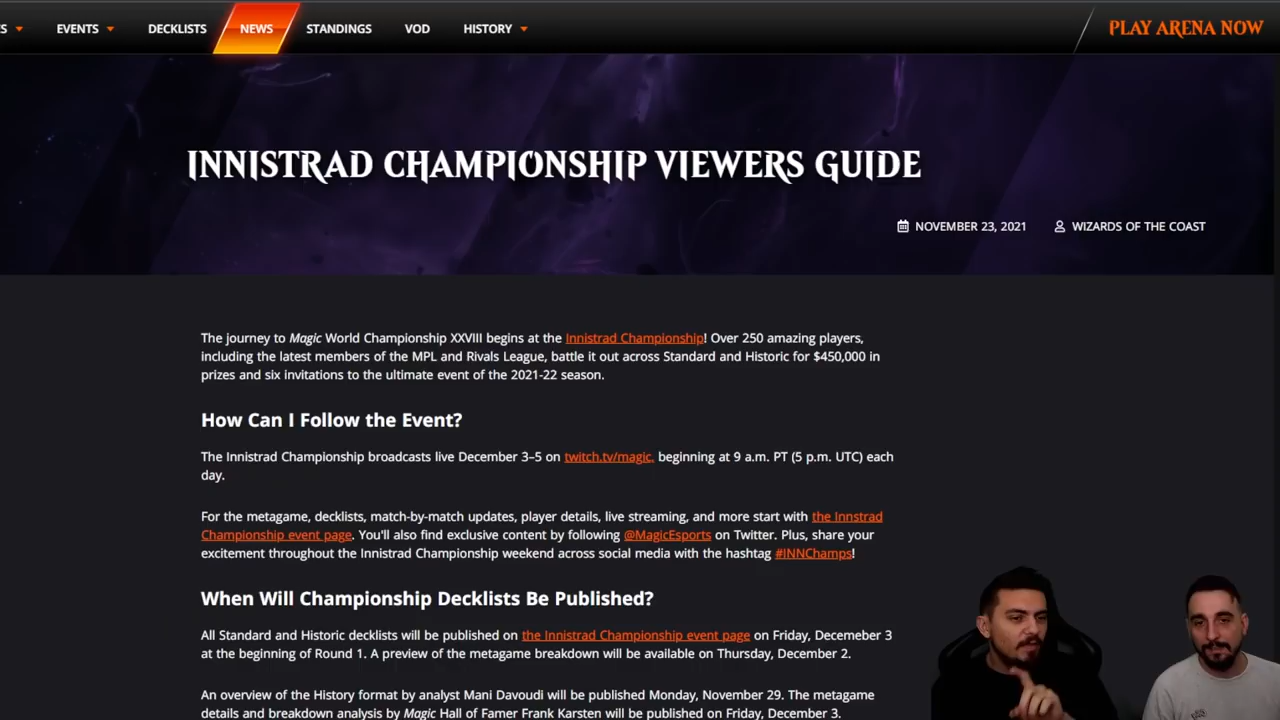 S EVENTS DECKLISTS NEWS STANDINGS VOD HISTORY PLAY ARENA NOW
INNISTRAD CHAMPIONSHIP VIEWERS GUIDE
NOVEMBER 23, 2021 WIZARDS OF THE COAST
The journey to Magic World Championship XXVIII begins at the Innistrad Championship! Over 250 amazing players,
including the latest members of the MPL and Rivals League, battle it out across Standard and Historic for $450,000 in
prizes and six invitations to the ultimate event of the 2021-22 season.
How Can I Follow the Event?
The Innistrad Championship broadcasts live December 3–5 on twitch.tv/magic, beginning at 9 a.m. PT (5 p.m. UTC) each
day.
For the metagame, decklists, match-by-match updates, player details, live streaming, and more start with the Innstrad
Championship event page. You'll also find exclusive content by following @MagicEsports on Twitter. Plus, share your
excitement throughout the Innistrad Championship weekend across social media with the hashtag #INNChamps!
When Will Championship Decklists Be Published?
All Standard and Historic decklists will be published on the Innistrad Championship event page on Friday, Decemeber 3
at the beginning of Round 1. A preview of the metagame breakdown will be available on Thursday, December 2.
An overview of the History format by analyst Mani Davoudi will be published Monday, November 29. The metagame
details and breakdown analysis by Magic Hall of Famer Frank Karsten will be published on Friday, December 3.